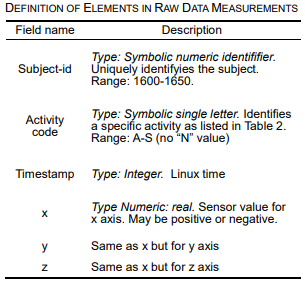 DEFINITION OF ELEMENTS IN RAW DATA MEASUREMENTS
Field name Description
Type: Symbolic numeric identififier.
Subject-id Uniquely identifyies the subject.
Range: 1600-1650.
Type: Symbolic single letter. Identifies
Activity code a specific activity as listed in Table 2.
Range: A-S (no “N” value)
Timestamp Type: Integer. Linux time
x Type Numeric: real. Sensor value for
x axis. May be positive or negative.
y Same as x but for y axis
z Same as x but for z axis